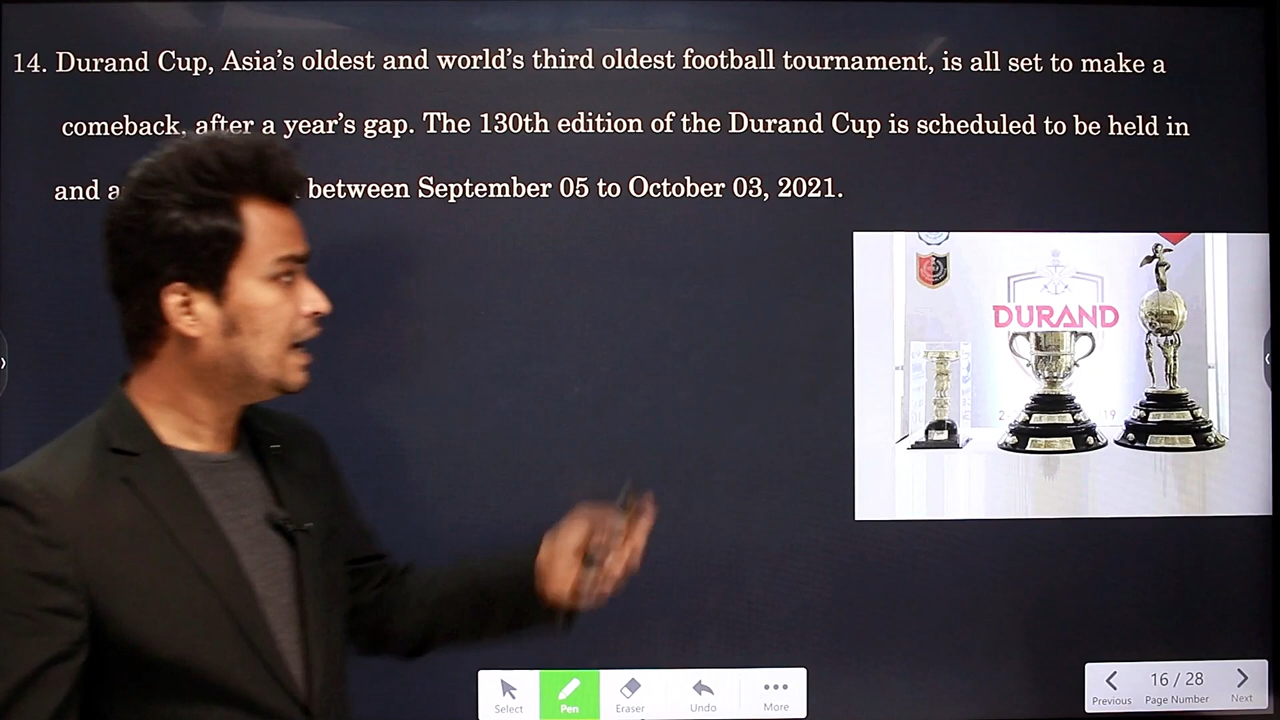 14. Durand Cup, Asia's oldest and world's third oldest football tournament, is all set to make a
comeback, after a year's gap. The 130th edition of the Durand Cup is scheduled to be held in
and between September 05 to October 03, 2021.
DURAND
2 19
Select Pen Eraser Undo More
16 / 28
Previous Page Number Next